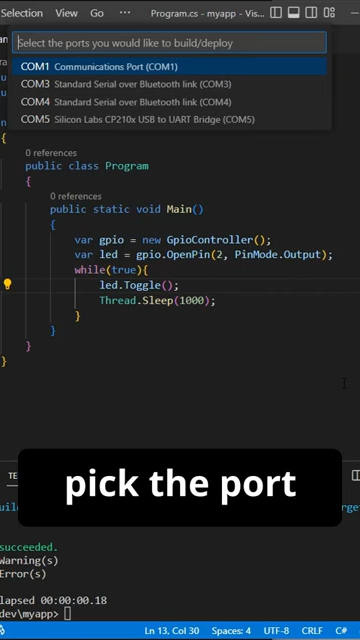 Selection View Go ... Program.cs - myapp - Vis...
Select the ports you would like to build/deploy
COM1 Communications Port (COM1)
COM3 Standard Serial over Bluetooth link (COM3)
COM4 Standard Serial over Bluetooth link (COM4)
COM5 Silicon Labs CP210x USB to UART Bridge (COM5)
{
0 references
public class Program
{
0 references
public static void Main()
{
var gpio = new GpioController();
var led = gpio.OpenPin(2, PinMode.Output);
while(true){
led.Toggle();
Thread.Sleep(1000);
}
}
}
}
pick the port
succeeded.
Warning(s)
Error(s)
lapsed 00:00:00.18
dev\myapp>
Ln 13, Col 30 Spaces: 4 UTF-8 CRLF C#